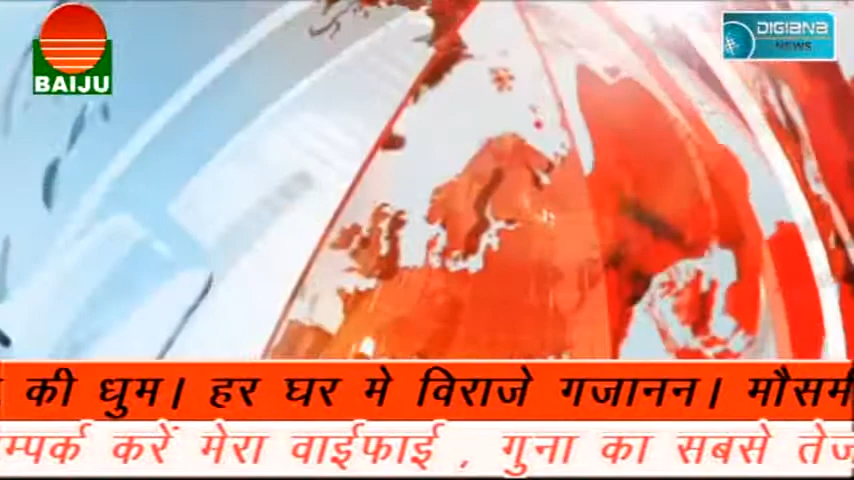 BAIJU
DIGIANA
NEWS
की धुम। हर घर मे विराजे गजानन। मौसमी
म्पर्क करें मेरा वाईफाई , गुना का सबसे तेज